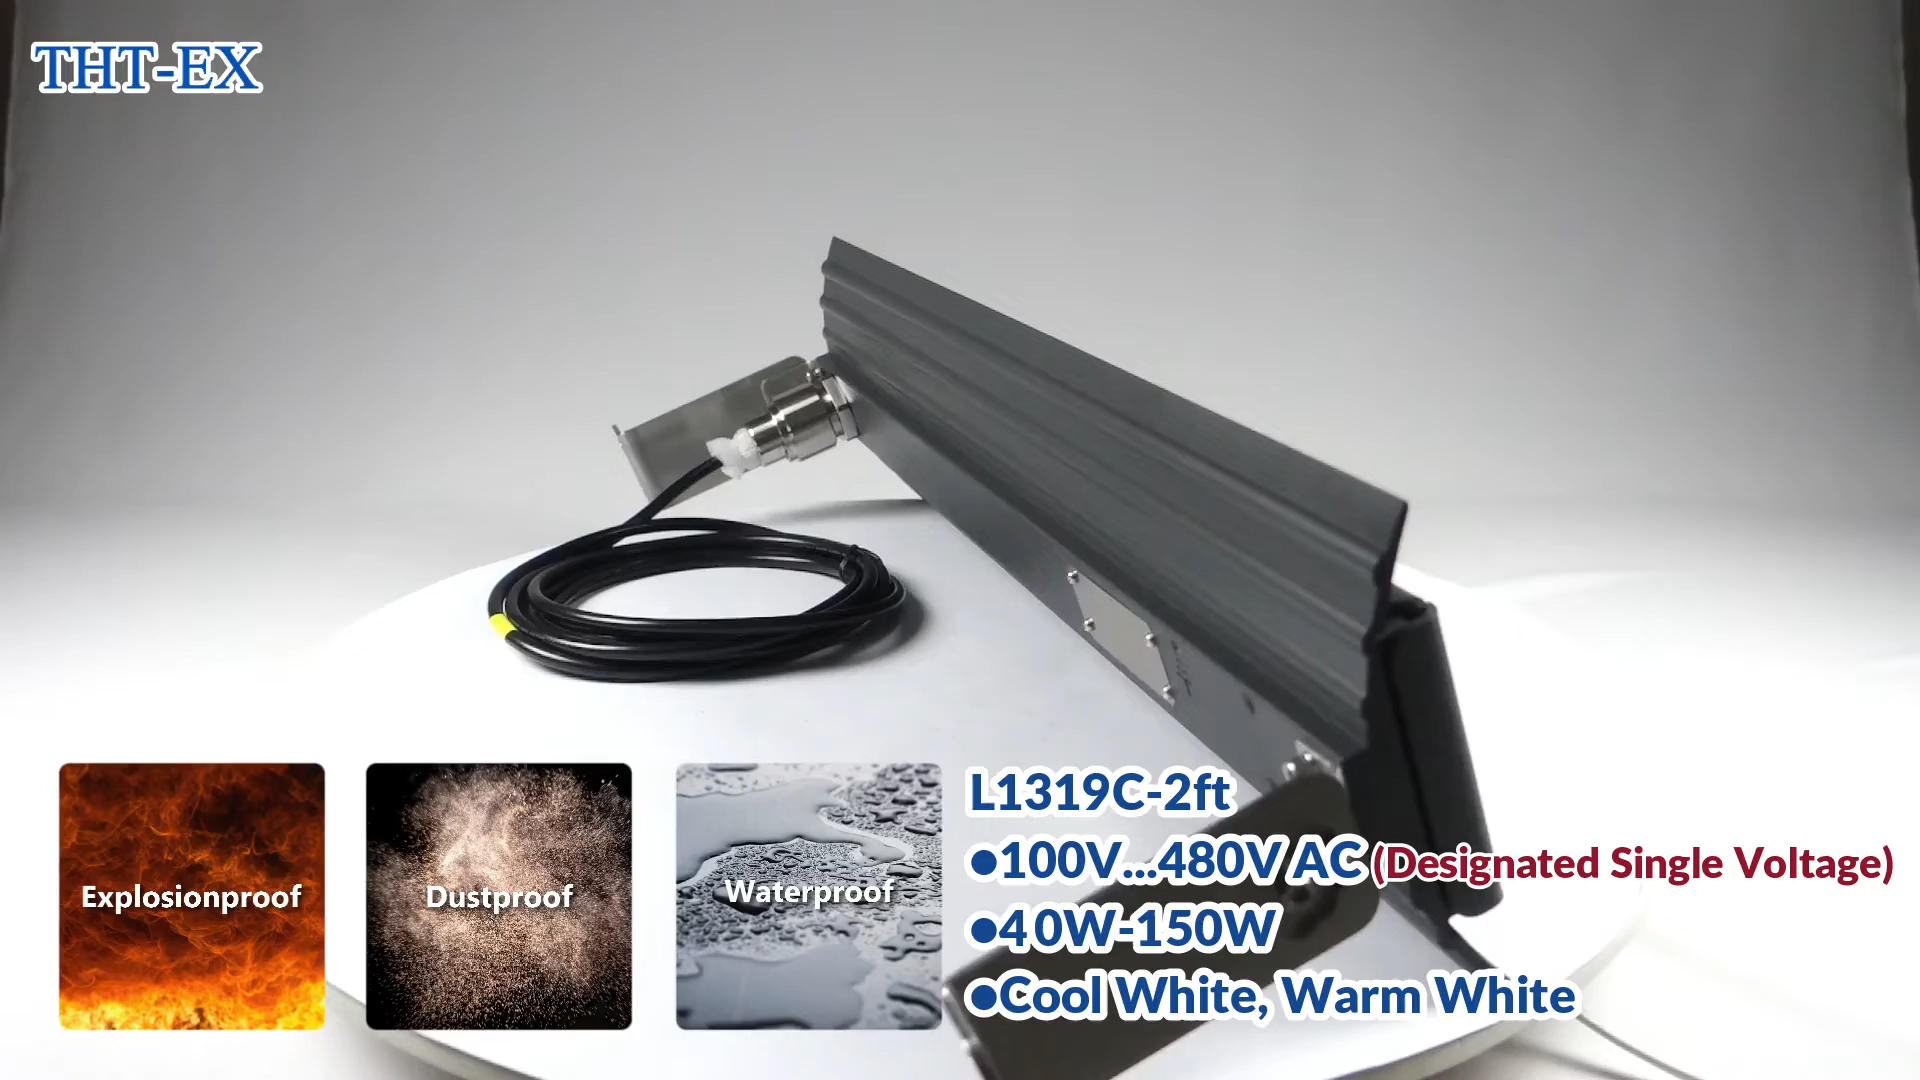 THT-EX
Explosionproof
Dustproof
Waterproof
L1319C-2ft
●100V...480V AC (Designated Single Voltage)
●40W-150W
●Cool White, Warm White